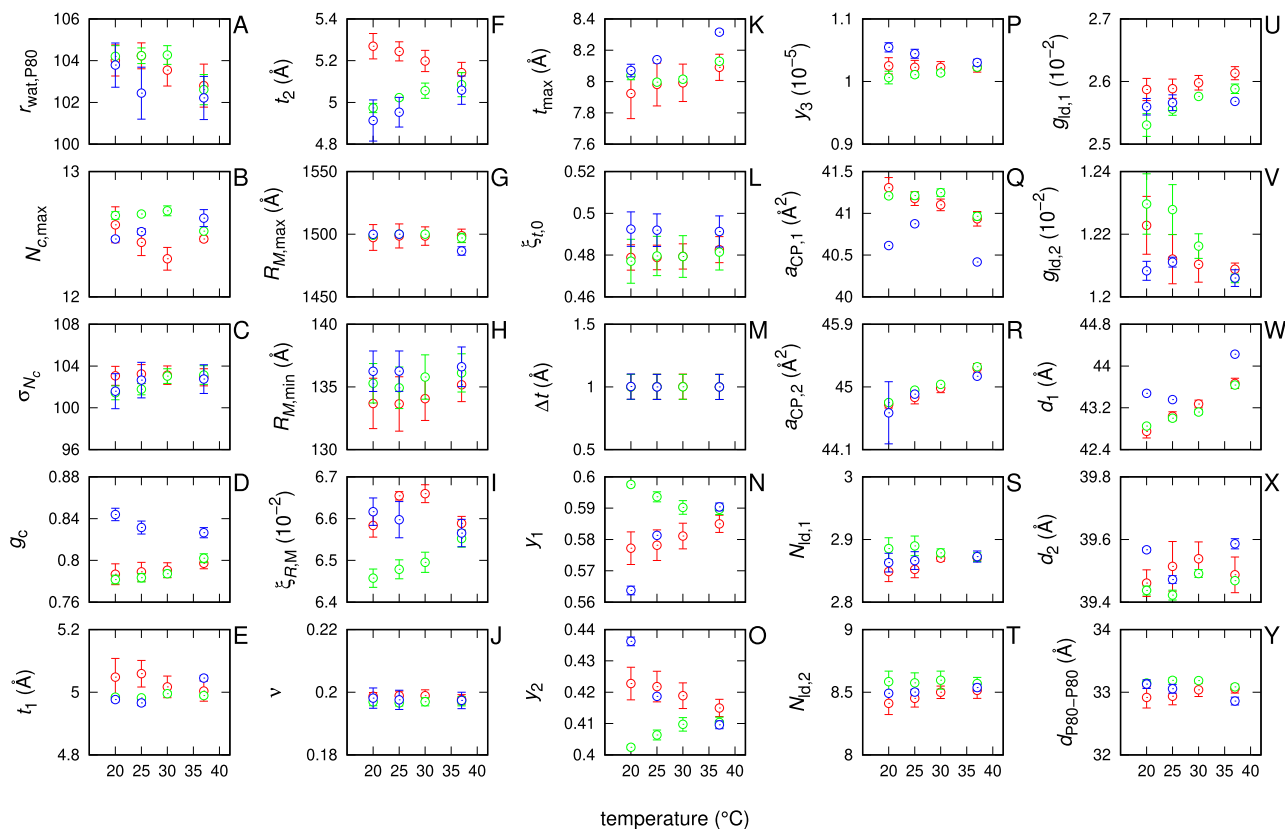 106
104
102
100
r_wat,P80
A
5.4
5.2
5
4.8
t_2 (Å)
F
8.4
8.2
8
7.8
7.6
t_max (Å)
K
1.1
1
0.9
y_3 (10^-5)
P
2.7
2.6
2.5
g_ld,1 (10^-2)
U
13
12
N_c,max
B
1550
1500
1450
R_M,max (Å)
G
0.52
0.5
0.48
0.46
ξ_t,0
L
41.5
41
40.5
40
a_CP,1 (Å^2)
Q
1.24
1.22
1.2
g_ld,2 (10^-2)
V
108
104
100
96
σ_N_c
C
140
135
130
R_M,min (Å)
H
1.5
1
0.5
Δt (Å)
M
45.9
45
44.1
a_CP,2 (Å^2)
R
44.8
44
43.2
42.4
d_1 (Å)
W
0.88
0.84
0.8
0.76
g_c
D
6.7
6.6
6.5
6.4
ξ_R,M (10^-2)
I
0.6
0.59
0.58
0.57
0.56
y_1
N
3
2.9
2.8
N_ld,1
S
39.8
39.6
39.4
d_2 (Å)
X
5.2
5
4.8
t_1 (Å)
E
0.22
0.2
0.18
ν
J
0.44
0.43
0.42
0.41
0.4
y_2
O
9
8.5
8
N_ld,2
T
34
33
32
d_P80−P80 (Å)
Y
20 25 30 35 40
20 25 30 35 40
20 25 30 35 40
20 25 30 35 40
20 25 30 35 40
temperature (°C)